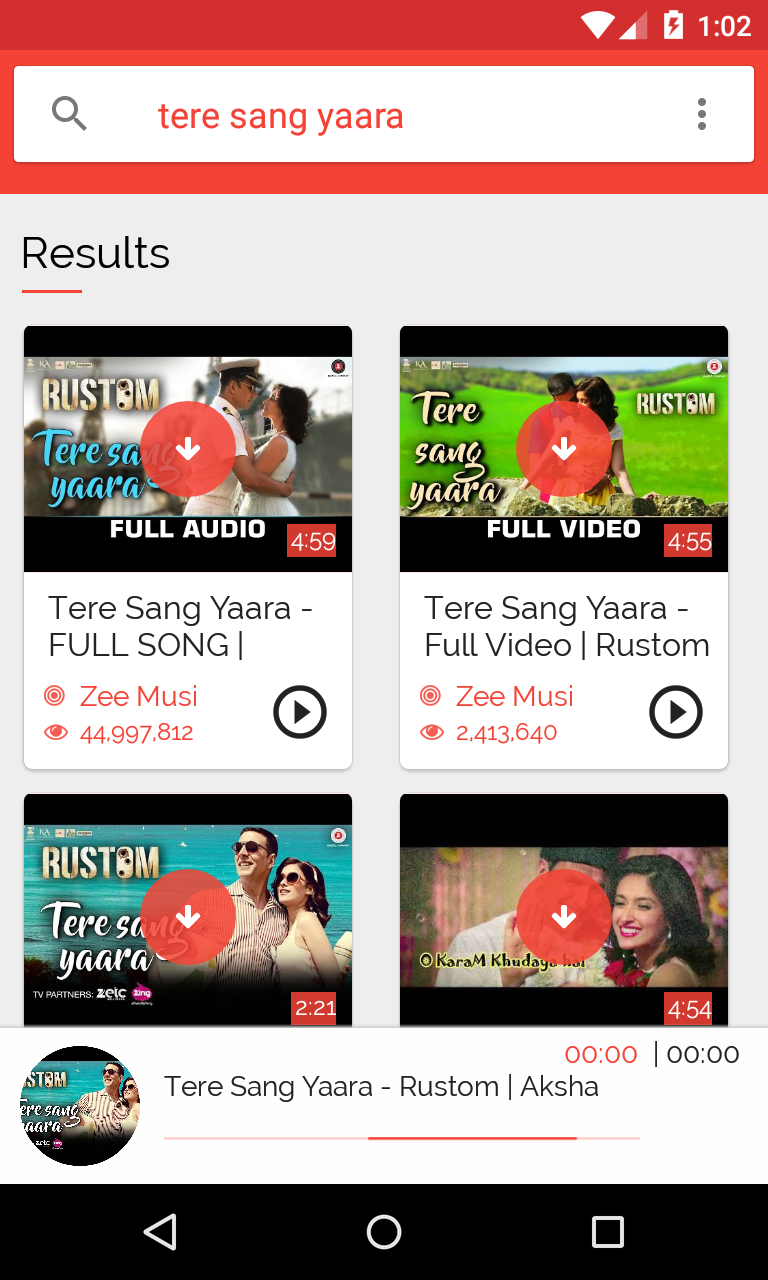 1:02
tere sang yaara
Results
RUSTOM
Tere sang
yaara
FULL AUDIO
4:59
Tere Sang Yaara -
FULL SONG |
Zee Musi
44,997,812
Tere
sang
yaara
RUSTOM
FULL VIDEO
4:55
Tere Sang Yaara -
Full Video | Rustom
Zee Musi
2,413,640
RUSTOM
Tere sang
yaara
TV PARTNERS: zetc zing
2:21
O KaraM Khudaya hai
4:54
00:00 | 00:00
Tere Sang Yaara - Rustom | Aksha
STOM
ere sang
yaara
zetc